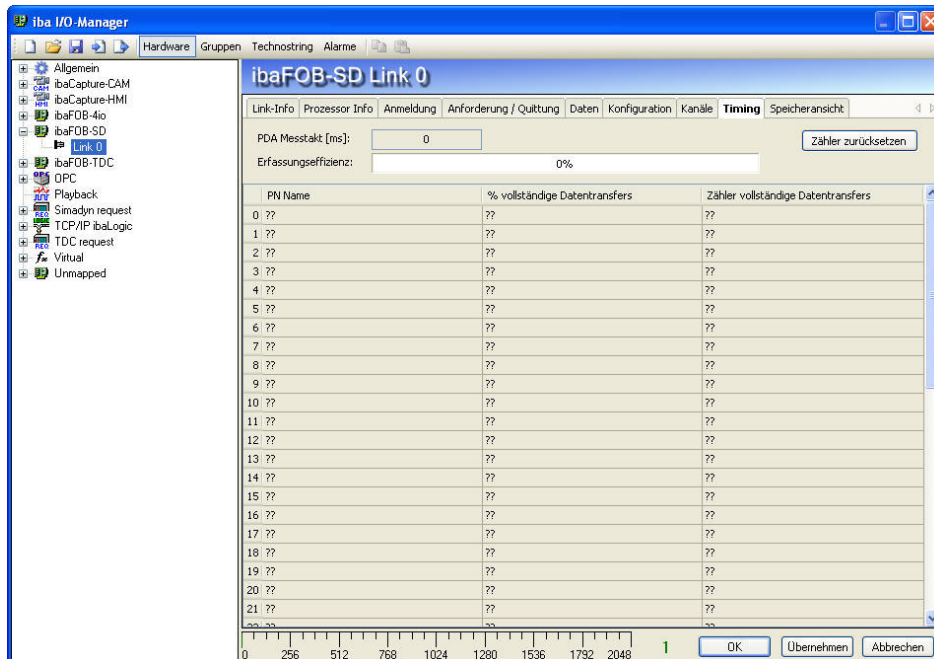 iba I/O-Manager
Hardware Gruppen Technostring Alarme
Allgemein
ibaCapture-CAM
ibaCapture-HMI
ibaFOB-4io
ibaFOB-SD
Link 0
ibaFOB-TDC
OPC
Playback
Simadyn request
TCP/IP ibaLogic
TDC request
Virtual
Unmapped
ibaFOB-SD Link 0
Link-Info Prozessor Info Anmeldung Anforderung / Quittung Daten Konfiguration Kanäle Timing Speicheransicht
PDA Messtakt [ms]: 0 Zähler zurücksetzen
Erfassungseffizienz: 0%
PN Name % vollständige Datentransfers Zähler vollständige Datentransfers
0 ?? ?? ??
1 ?? ?? ??
2 ?? ?? ??
3 ?? ?? ??
4 ?? ?? ??
5 ?? ?? ??
6 ?? ?? ??
7 ?? ?? ??
8 ?? ?? ??
9 ?? ?? ??
10 ?? ?? ??
11 ?? ?? ??
12 ?? ?? ??
13 ?? ?? ??
14 ?? ?? ??
15 ?? ?? ??
16 ?? ?? ??
17 ?? ?? ??
18 ?? ?? ??
19 ?? ?? ??
20 ?? ?? ??
21 ?? ?? ??
22 ?? ?? ??
0 256 512 768 1024 1280 1536 1792 2048 1 OK Übernehmen Abbrechen